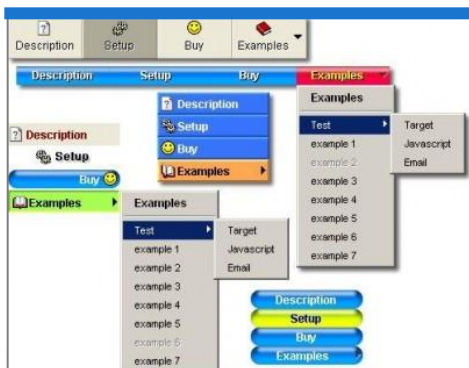 Description Setup Buy Examples
Description Setup Buy Examples
Description
Setup
Buy
Examples
Examples
Test
example 1
example 2
example 3
example 4
example 5
example 6
example 7
Target
Javascript
Email
Description
Setup
Buy
Examples
Examples
Test
example 1
example 2
example 3
example 4
example 5
example 6
example 7
Target
Javascript
Email
Description
Setup
Buy
Examples